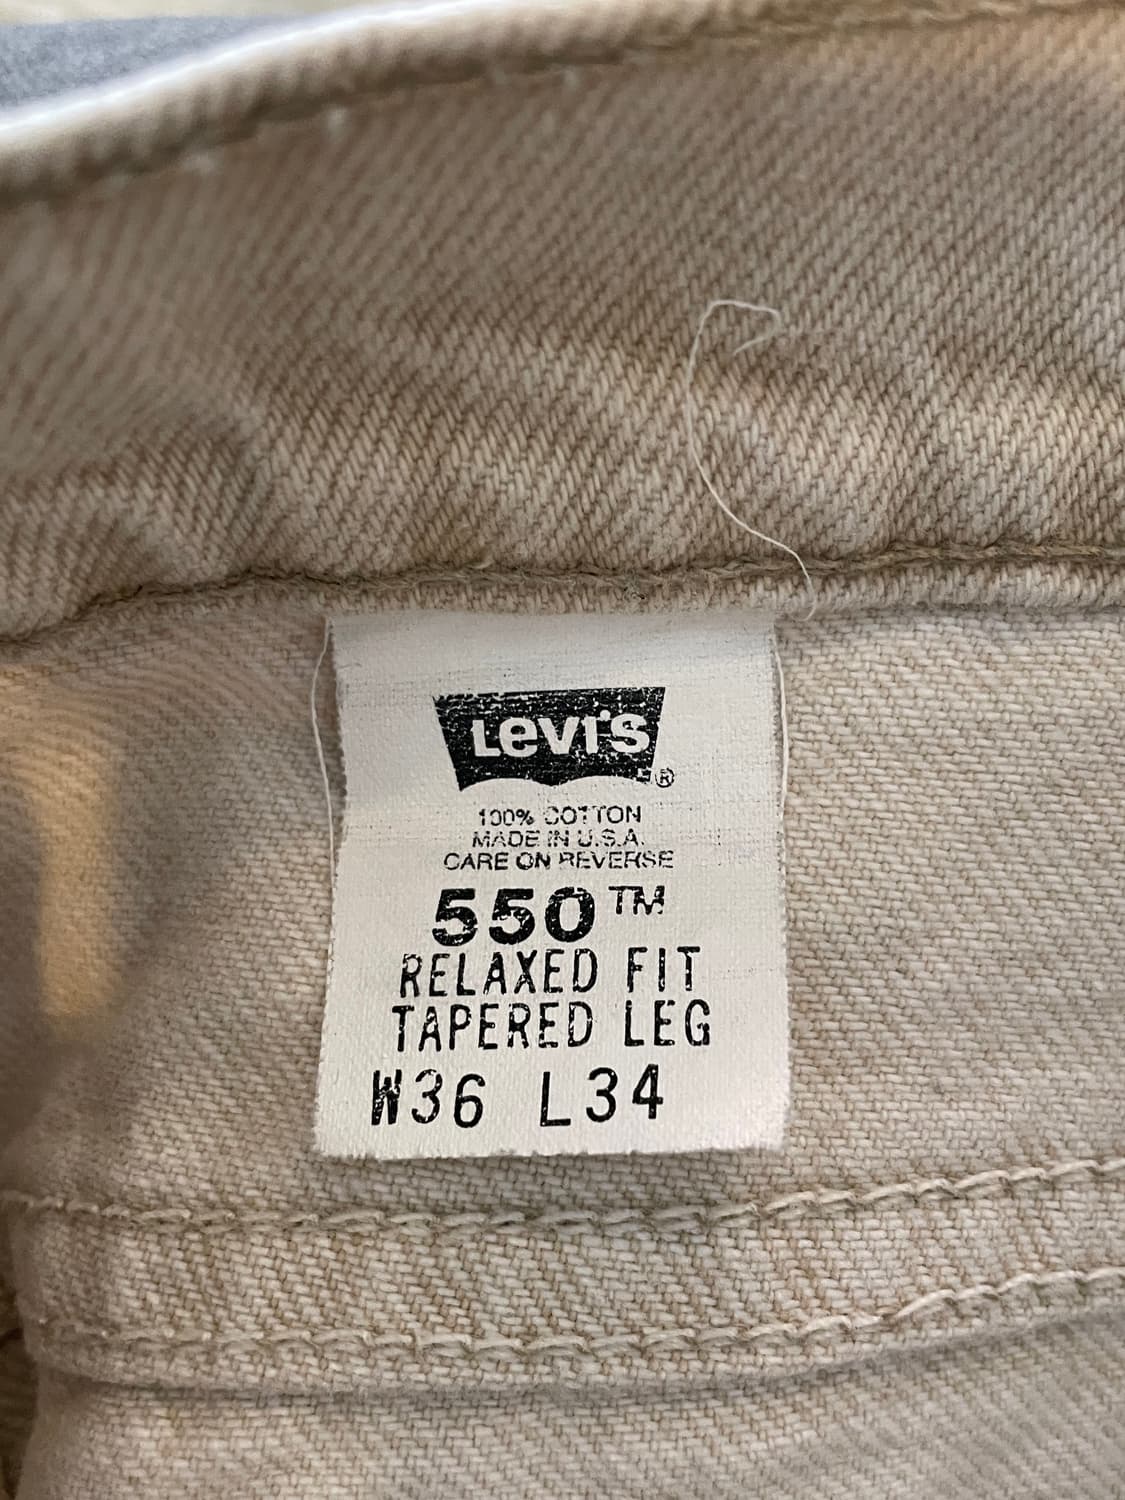 Levi's®
100% COTTON
MADE IN U.S.A.
CARE ON REVERSE
550™
RELAXED FIT
TAPERED LEG
W36 L34